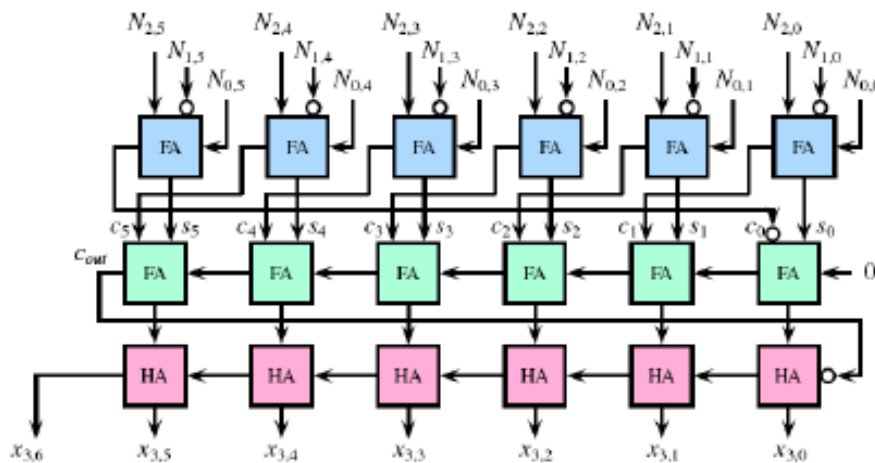 N2,5 N2,4 N2,3 N2,2 N2,1 N2,0
N1,5 N1,4 N1,3 N1,2 N1,1 N1,0
N0,5 N0,4 N0,3 N0,2 N0,1
FA FA FA FA FA FA
c5 s5 c4 s4 c3 s3 c2 s2 c1 s1 c0 s0
cout
FA FA FA FA FA FA 0
HA HA HA HA HA HA
x3,6 x3,5 x3,4 x3,3 x3,2 x3,1 x3,0